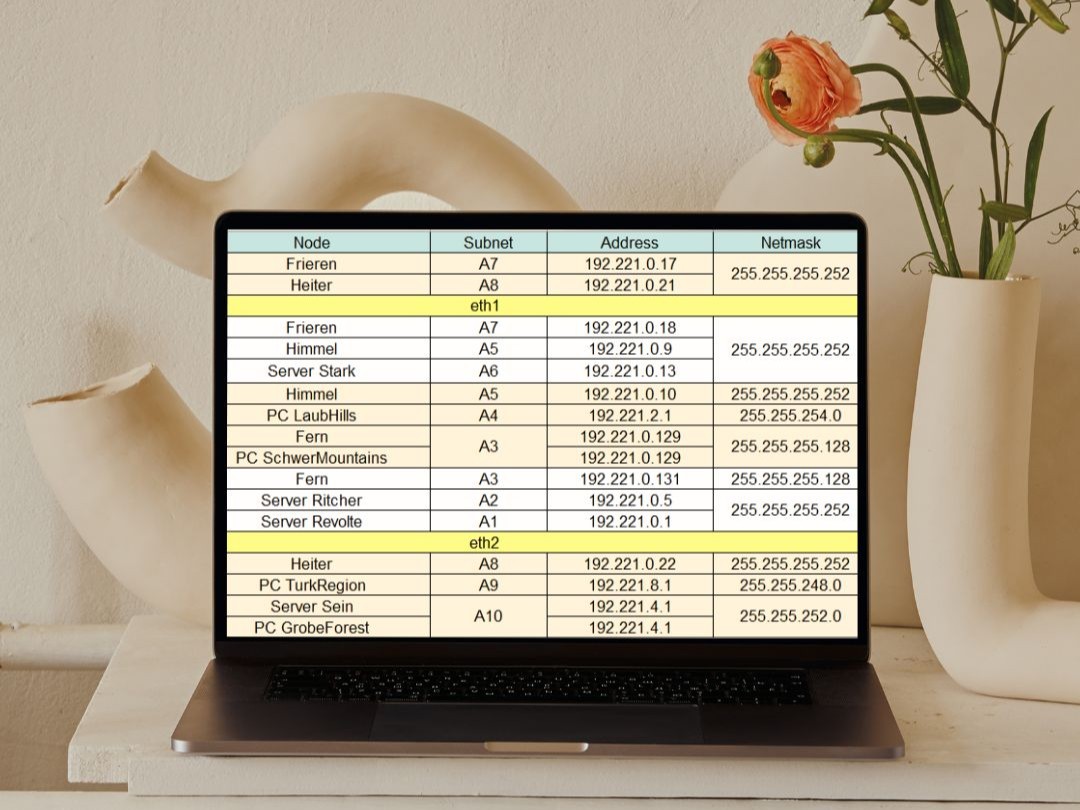 Node Subnet Address Netmask
Frieren A7 192.221.0.17 255.255.255.252
Heiter A8 192.221.0.21
eth1
Frieren A7 192.221.0.18 255.255.255.252
Himmel A5 192.221.0.9
Server Stark A6 192.221.0.13
Himmel A5 192.221.0.10 255.255.255.252
PC LaubHills A4 192.221.2.1 255.255.254.0
Fern A3 192.221.0.129 255.255.255.128
PC SchwerMountains 192.221.0.129
Fern A3 192.221.0.131 255.255.255.128
Server Ritcher A2 192.221.0.5 255.255.255.252
Server Revolte A1 192.221.0.1
eth2
Heiter A8 192.221.0.22 255.255.255.252
PC TurkRegion A9 192.221.8.1 255.255.248.0
Server Sein A10 192.221.4.1 255.255.252.0
PC GrobeForest 192.221.4.1